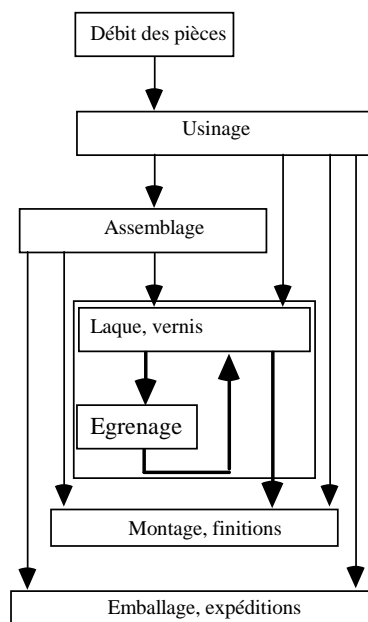 Débit des pièces
Usinage
Assemblage
Laque, vernis
Egrenage
Montage, finitions
Emballage, expéditions